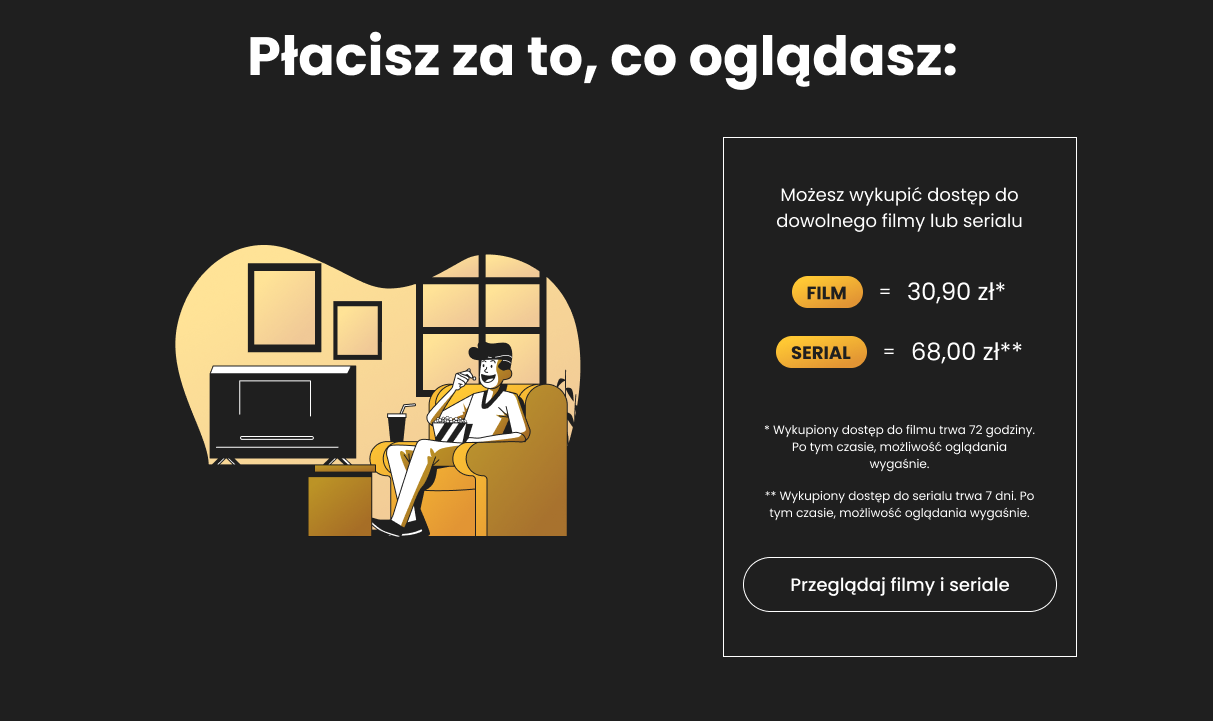 Płacisz za to, co oglądasz:
Możesz wykupić dostęp do
dowolnego filmy lub serialu
FILM = 30,90 zł*
SERIAL = 68,00 zł**
* Wykupiony dostęp do filmu trwa 72 godziny.
Po tym czasie, możliwość oglądania
wygaśnie.
** Wykupiony dostęp do serialu trwa 7 dni. Po
tym czasie, możliwość oglądania wygaśnie.
Przeglądaj filmy i seriale